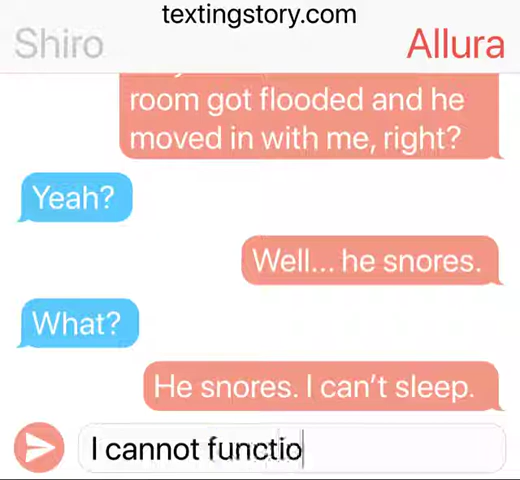 textingstory.com
Shiro
Allura
room got flooded and he
moved in with me, right?
Yeah?
Well... he snores.
What?
He snores. I can't sleep.
I cannot functio